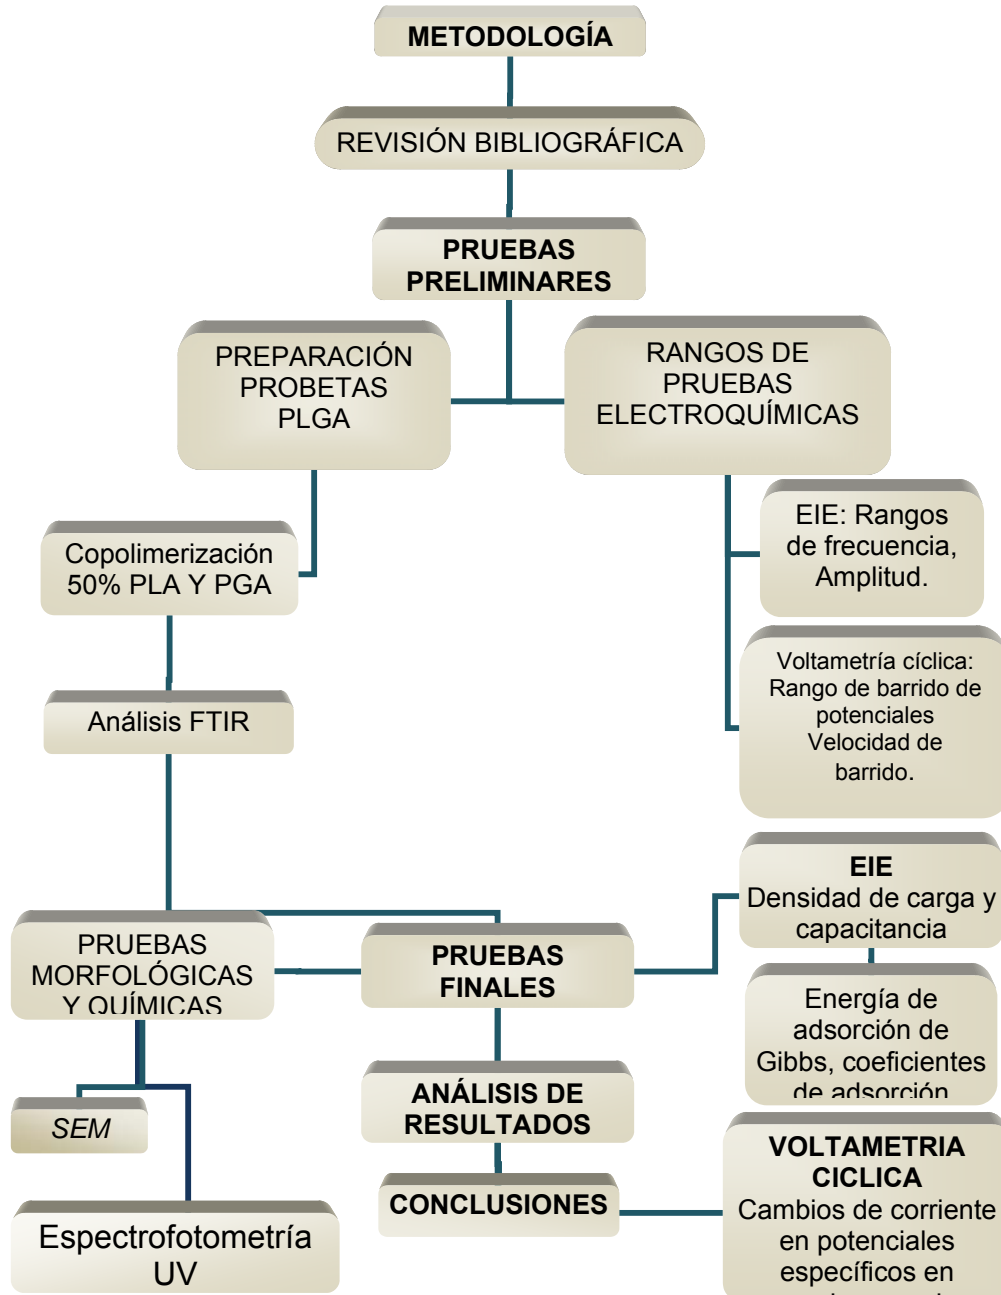 METODOLOGÍA
REVISIÓN BIBLIOGRÁFICA
PRUEBAS
PRELIMINARES
PREPARACIÓN
PROBETAS
PLGA
RANGOS DE
PRUEBAS
ELECTROQUÍMICAS
EIE: Rangos
de frecuencia,
Amplitud.
Copolimerización
50% PLA Y PGA
Voltametría cíclica:
Rango de barrido de
potenciales
Velocidad de
barrido.
Análisis FTIR
EIE
Densidad de carga y
capacitancia
PRUEBAS
MORFOLÓGICAS
Y QUÍMICAS
PRUEBAS
FINALES
Energía de
adsorción de
Gibbs, coeficientes
de adsorción
ANÁLISIS DE
RESULTADOS
SEM
CONCLUSIONES
VOLTAMETRIA
CICLICA
Cambios de corriente
en potenciales
específicos en
Espectrofotometría
UV